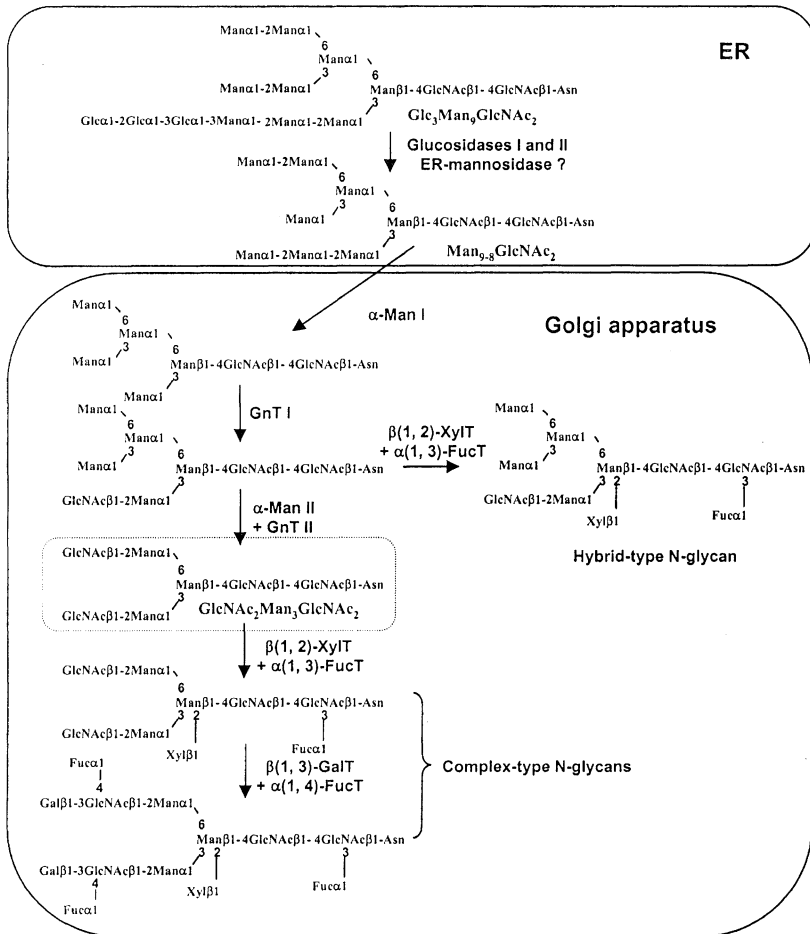 ER
Manα1-2Manα1
6
Manα1
3
6
Manα1-2Manα1
Manβ1-4GlcNAcβ1-4GlcNAcβ1-Asn
3
Glcα1-2Glcα1-3Glcα1-3Manα1-2Manα1-2Manα1
Glc₃Man₉GlcNAc₂
Glucosidases I and II
ER-mannosidase ?
Manα1-2Manα1
6
Manα1
3
6
Manα1
Manβ1-4GlcNAcβ1-4GlcNAcβ1-Asn
3
Manα1-2Manα1-2Manα1
Man₉₋₈GlcNAc₂
α-Man I
Golgi apparatus
Manα1
6
Manα1
3
6
Manα1
Manβ1-4GlcNAcβ1-4GlcNAcβ1-Asn
3
Manα1
GnT I
Manα1
6
Manα1
3
6
Manα1
Manβ1-4GlcNAcβ1-4GlcNAcβ1-Asn
3
GlcNAcβ1-2Manα1
β(1, 2)-XylT
+ α(1, 3)-FucT
Manα1
6
Manα1
3
6
Manα1
Manβ1-4GlcNAcβ1-4GlcNAcβ1-Asn
3 2 3
GlcNAcβ1-2Manα1
Xylβ1
Fucα1
Hybrid-type N-glycan
α-Man II
+ GnT II
GlcNAcβ1-2Manα1
6
Manβ1-4GlcNAcβ1-4GlcNAcβ1-Asn
3
GlcNAcβ1-2Manα1
GlcNAc₂Man₃GlcNAc₂
β(1, 2)-XylT
+ α(1, 3)-FucT
GlcNAcβ1-2Manα1
6
Manβ1-4GlcNAcβ1-4GlcNAcβ1-Asn
3 2 3
GlcNAcβ1-2Manα1
Xylβ1
Fucα1
β(1, 3)-GalT
+ α(1, 4)-FucT
Complex-type N-glycans
Fucα1
4
Galβ1-3GlcNAcβ1-2Manα1
6
Manβ1-4GlcNAcβ1-4GlcNAcβ1-Asn
3 2 3
Galβ1-3GlcNAcβ1-2Manα1
4
Xylβ1
Fucα1
Fucα1